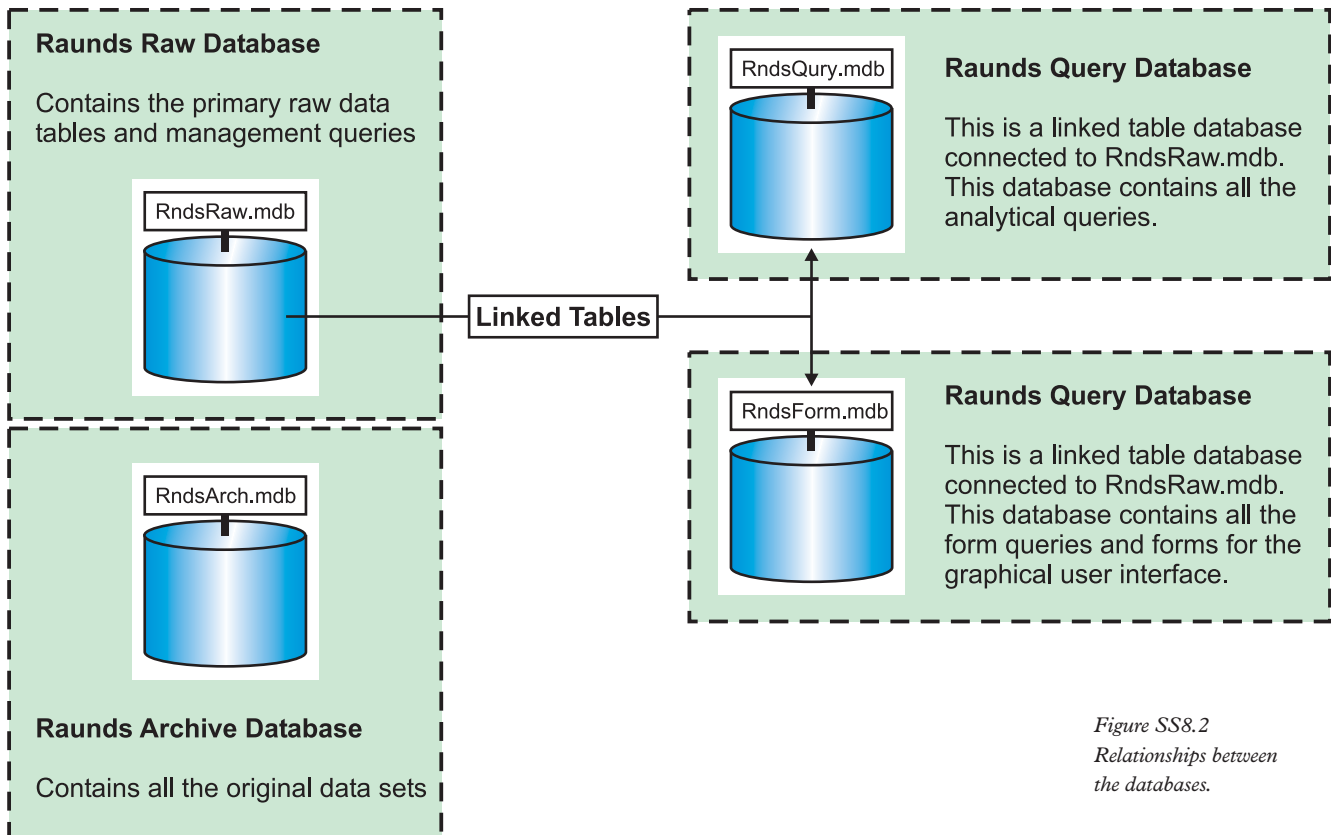 Raunds Raw Database
Contains the primary raw data
tables and management queries
RndsRaw.mdb
RndsArch.mdb
Raunds Archive Database
Contains all the original data sets
Linked Tables
RndsQury.mdb
Raunds Query Database
This is a linked table database
connected to RndsRaw.mdb.
This database contains all the
analytical queries.
RndsForm.mdb
Raunds Query Database
This is a linked table database
connected to RndsRaw.mdb.
This database contains all the
form queries and forms for the
graphical user interface.
Figure SS8.2
Relationships between
the databases.